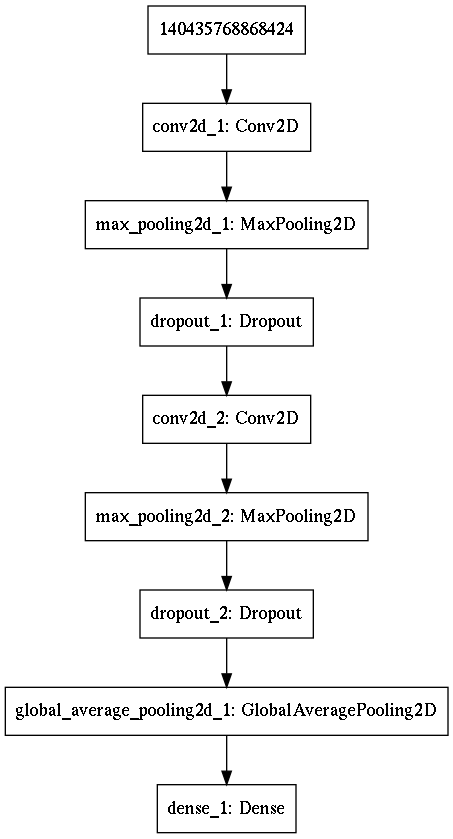 140435768868424
conv2d_1: Conv2D
max_pooling2d_1: MaxPooling2D
dropout_1: Dropout
conv2d_2: Conv2D
max_pooling2d_2: MaxPooling2D
dropout_2: Dropout
global_average_pooling2d_1: GlobalAveragePooling2D
dense_1: Dense